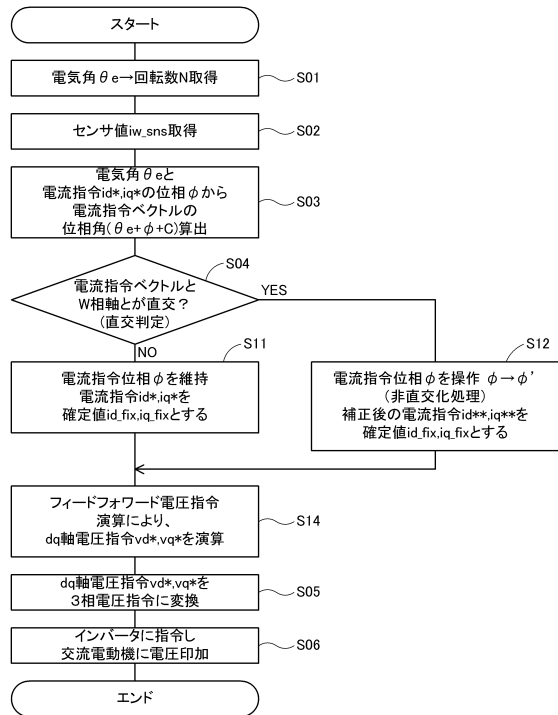 スタート
電気角θe→回転数N取得
S01
センサ値iw_sns取得
S02
電気角θeと
電流指令id*,iq*の位相φから
電流指令ベクトルの
位相角(θe+φ+C)算出
S03
S04
電流指令ベクトルと
W相軸とが直交?
(直交判定)
YES
NO
S11
電流指令位相φを維持
電流指令id*,iq*を
確定値id_fix,iq_fixとする
S12
電流指令位相φを操作 φ→φ'
(非直交化処理)
補正後の電流指令id**,iq**を
確定値id_fix,iq_fixとする
フィードフォワード電圧指令
演算により、
dq軸電圧指令vd*,vq*を演算
S14
dq軸電圧指令vd*,vq*を
3相電圧指令に変換
S05
インバータに指令し
交流電動機に電圧印加
S06
エンド